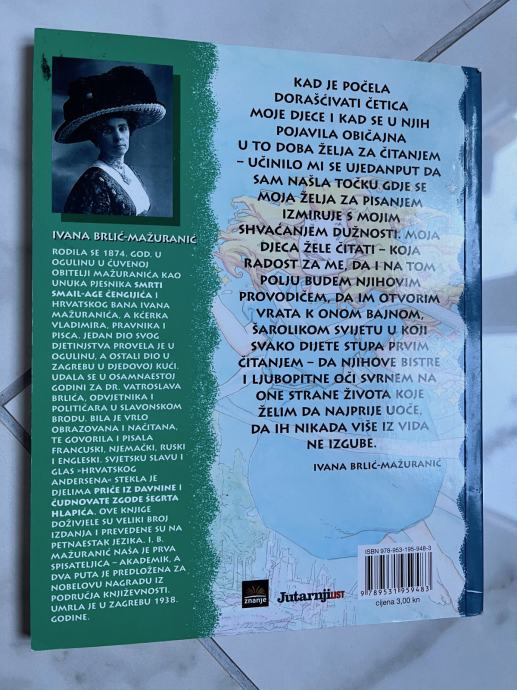 IVANA BRLIĆ-MAŽURANIĆ
RODILA SE 1874. GOD. U
OGULINU U ČUVENOJ
OBITELJI MAŽURANIĆA KAO
UNUKA PJESNIKA SMRTI
SMAIL-AGE ČENGIJIĆA I
HRVATSKOG BANA IVANA
MAŽURANIĆA, A KĆERKA
VLADIMIRA, PRAVNIKA I
PISCA. JEDAN DIO SVOG
DJETINJSTVA PROVELA JE U
OGULINU, A OSTALI DIO U
ZAGREBU U DJEDOVOJ KUĆI.
UDALA SE U OSAMNAESTOJ
GODINI ZA DR. VATROSLAVA
BRLIĆA, ODVJETNIKA I
POLITIČARA U SLAVONSKOM
BRODU. BILA JE VRLO
OBRAZOVANA I NAČITANA,
TE GOVORILA I PISALA
FRANCUSKI, NJEMAČKI, RUSKI
I ENGLESKI. SVJETSKU SLAVU I
GLAS »HRVATSKOG
ANDERSENA« STEKLA JE
DJELIMA PRIČE IZ DAVNINE I
ČUDNOVATE ZGODE ŠEGRTA
HLAPIĆA. OVE KNJIGE
DOŽIVJELE SU VELIKI BROJ
IZDANJA I PREVEDENE SU NA
PETNAESTAK JEZIKA. I. B.
MAŽURANIĆ NAŠA JE PRVA
SPISATELJICA – AKADEMIK, A
DVA PUTA JE PREDLOŽENA ZA
NOBELOVU NAGRADU IZ
PODRUČJA KNJIŽEVNOSTI.
UMRLA JE U ZAGREBU 1938.
GODINE.
KAD JE POČELA
DORAŠĆIVATI ČETICA
MOJE DJECE I KAD SE U NJIH
POJAVILA OBIČAJNA
U TO DOBA ŽELJA ZA ČITANJEM
– UČINILO MI SE UJEDANPUT DA
SAM NAŠLA TOČKU GDJE SE
MOJA ŽELJA ZA PISANJEM
IZMIRUJE S MOJIM
SHVAĆANJEM DUŽNOSTI. MOJA
DJECA ŽELE ČITATI – KOJA
RADOST ZA ME, DA I NA TOM
POLJU BUDEM NJIHOVIM
PROVODIČEM, DA IM OTVORIM
VRATA K ONOM BAJNOM,
ŠAROLIKOM SVIJETU U KOJI
SVAKO DIJETE STUPA PRVIM
ČITANJEM – DA NJIHOVE BISTRE
I LJUBOPITNE OČI SVRNEM NA
ONE STRANE ŽIVOTA KOJE
ŽELIM DA NAJPRIJE UOČE,
DA IH NIKADA VIŠE IZ VIDA
NE IZGUBE.
IVANA BRLIĆ-MAŽURANIĆ
znanje
Jutarnji LIST
ISBN 978-953-195-948-3
9 789531 959483
cijena 3,00 kn